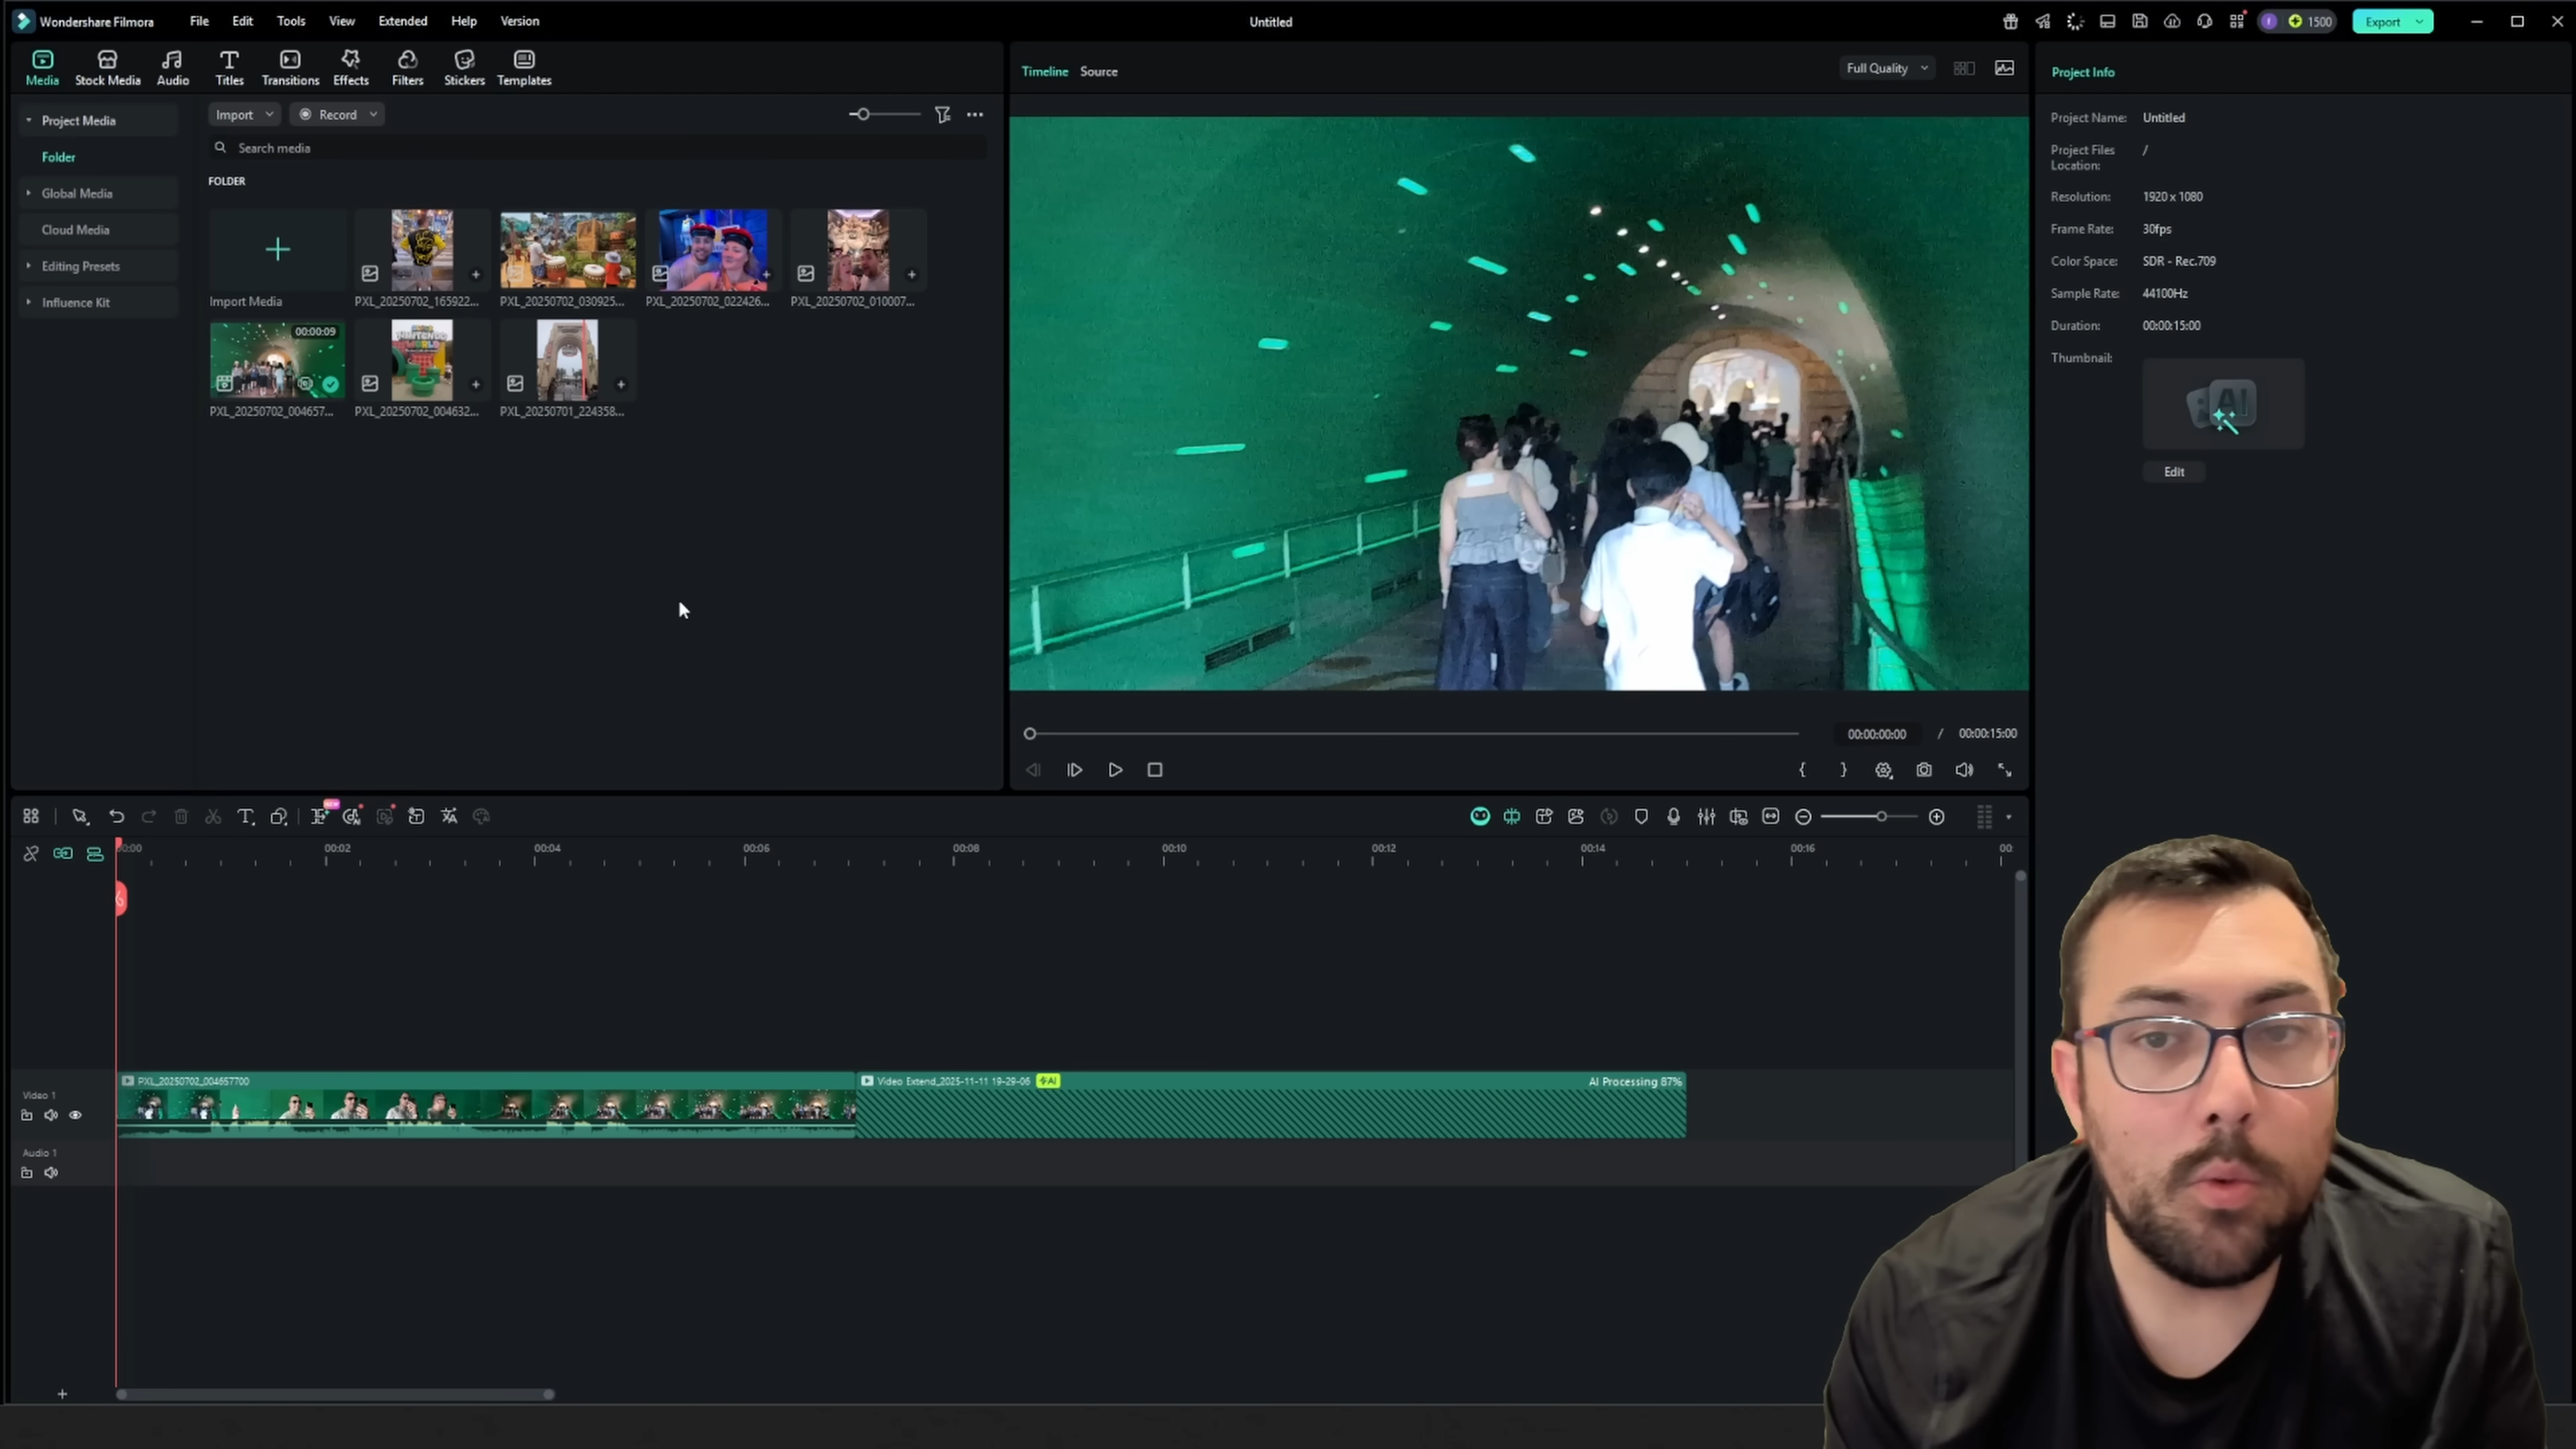 Wondershare Filmora File Edit Tools View Extended Help Version Untitled 1500 Export
Media Stock Media Audio Titles Transitions Effects Filters Stickers Templates
Project Media
Folder
Global Media
Cloud Media
Editing Presets
Influence Kit
Import Record
Search media
FOLDER
Import Media PXL_20250702_165922... PXL_20250702_030925... PXL_20250702_022426... PXL_20250702_010007...
00:00:09
PXL_20250702_004657... PXL_20250702_004632... PXL_20250701_224358...
Timeline Source Full Quality
00:00:00:00 / 00:00:15:00
Project Info
Project Name: Untitled
Project Files Location: /
Resolution: 1920 x 1080
Frame Rate: 30fps
Color Space: SDR - Rec.709
Sample Rate: 44100Hz
Duration: 00:00:15:00
Thumbnail:
AI
Edit
NEW
00:00 00:02 00:04 00:06 00:08 00:10 00:12 00:14 00:16 00:
Video 1
PXL_20250702_004657700 Video Extend_2025-11-11 19-29-06 AI AI Processing 87%
Audio 1